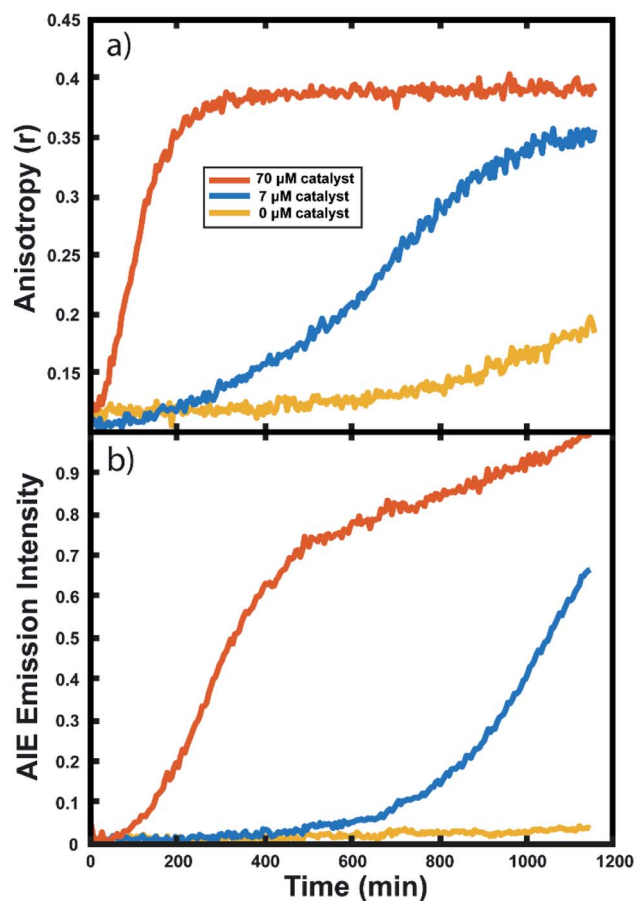 0.45
a)
0.4
0.35
0.3
0.25
0.2
0.15
Anisotropy (r)
70 µM catalyst
7 µM catalyst
0 µM catalyst
b)
0.9
0.8
0.7
0.6
0.5
0.4
0.3
0.2
0.1
0
AIE Emission Intensity
0 200 400 600 800 1000 1200
Time (min)